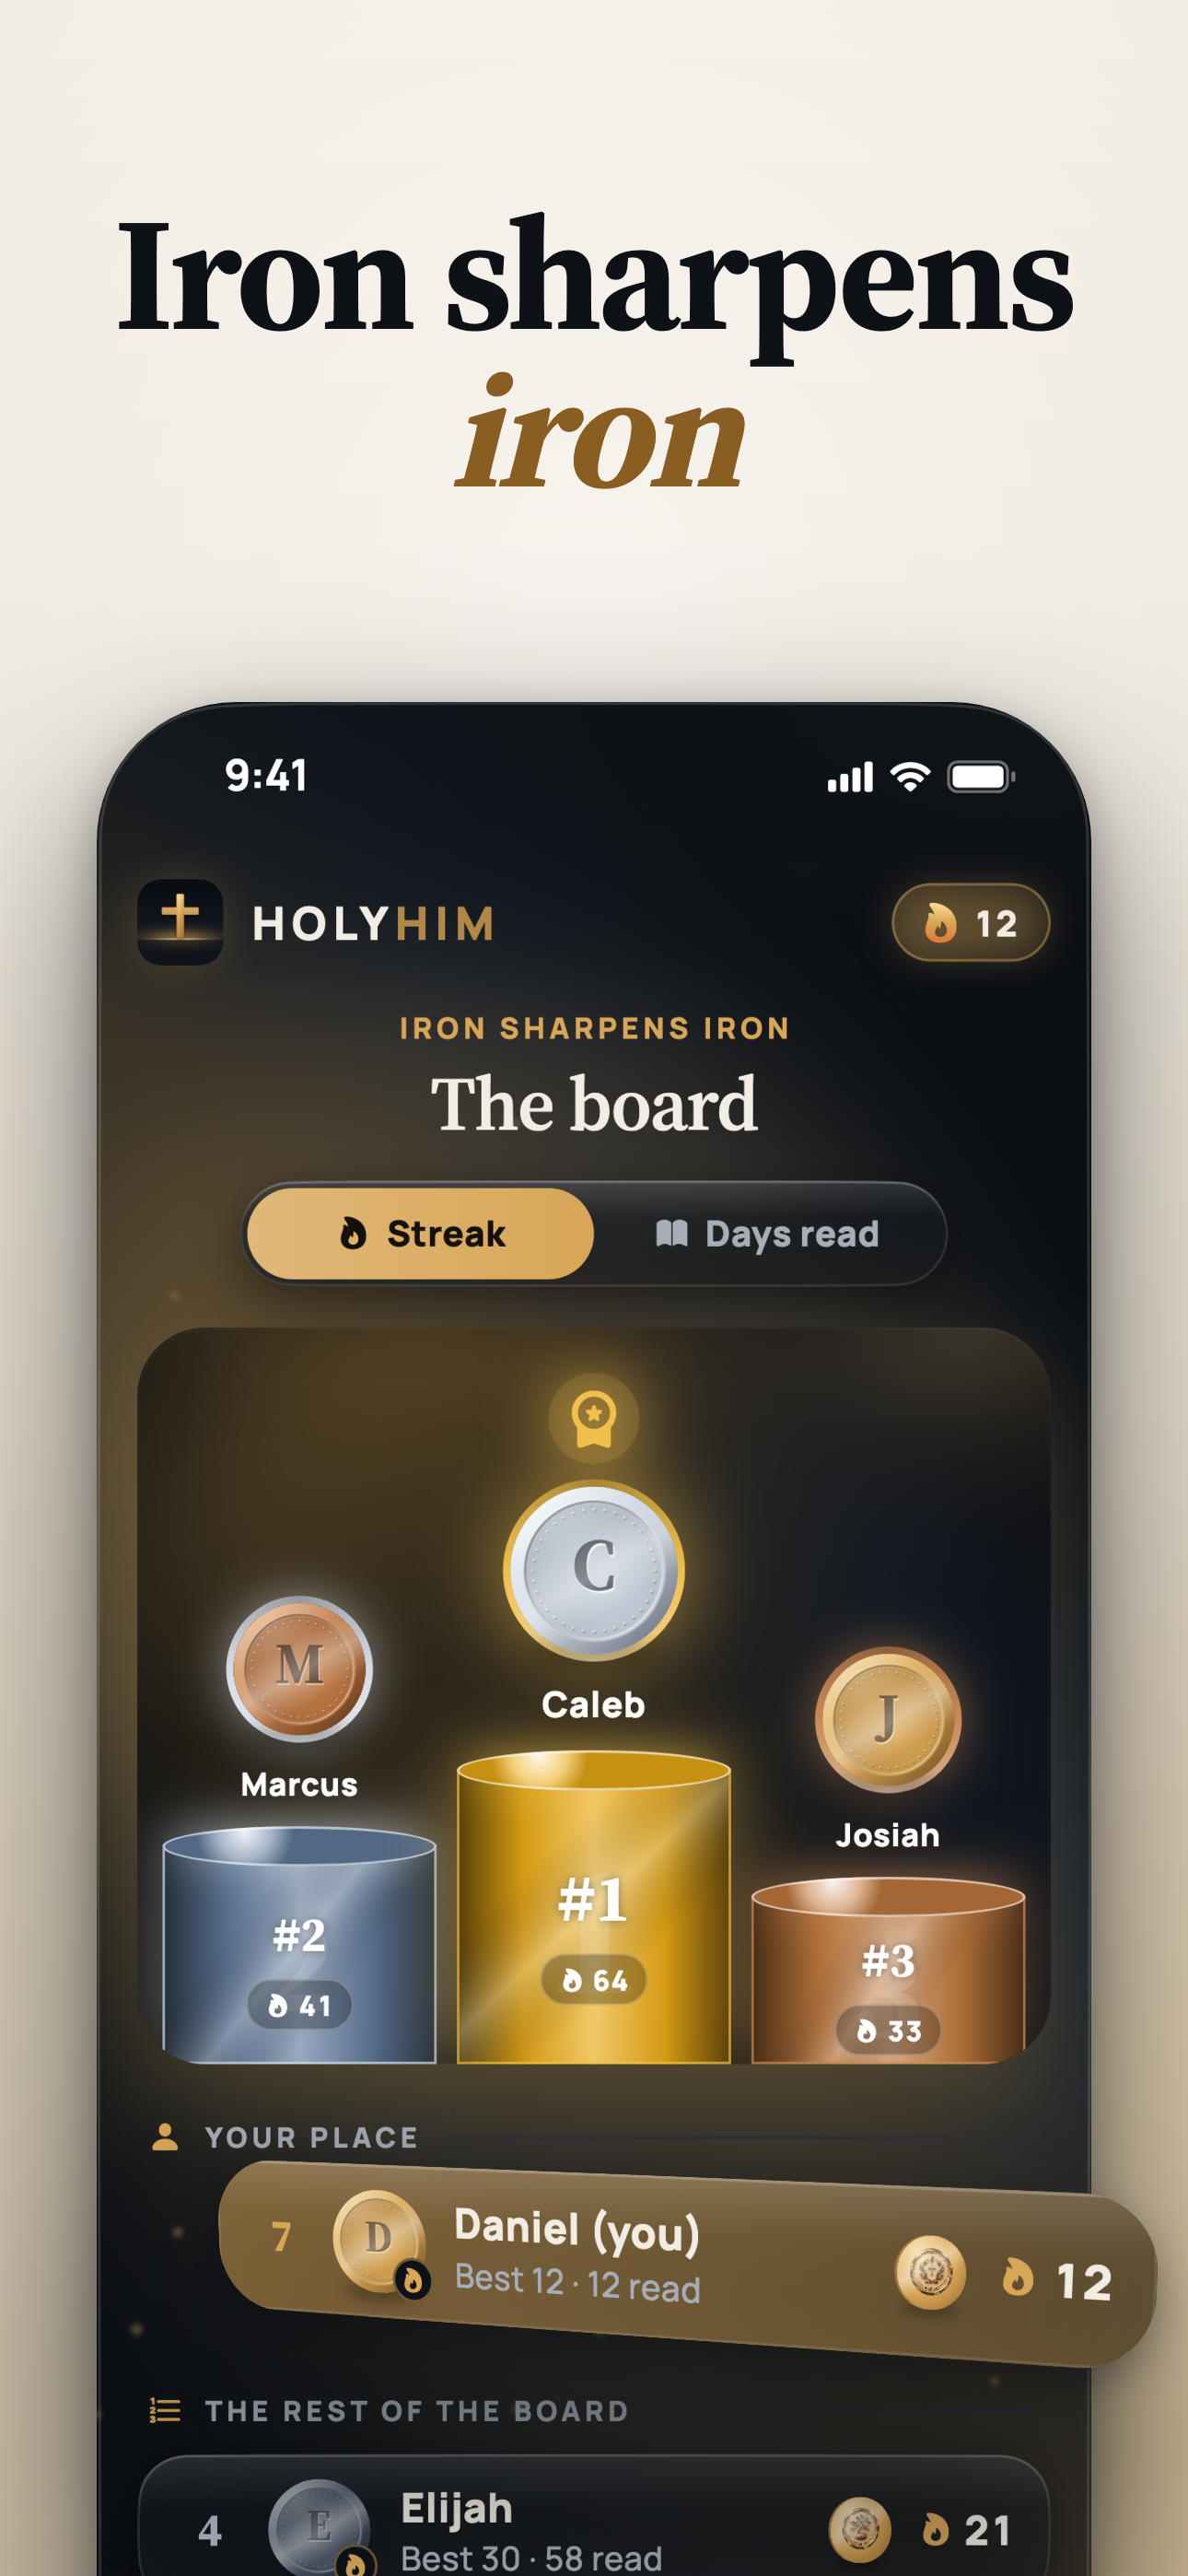 Iron sharpens
iron
9:41
HOLYHIM
12
IRON SHARPENS IRON
The board
Streak
Days read
C
Caleb
M
Marcus
J
Josiah
#1
64
#2
41
#3
33
YOUR PLACE
7
D
Daniel (you)
Best 12 · 12 read
12
THE REST OF THE BOARD
4
E
Elijah
Best 30 · 58 read
21